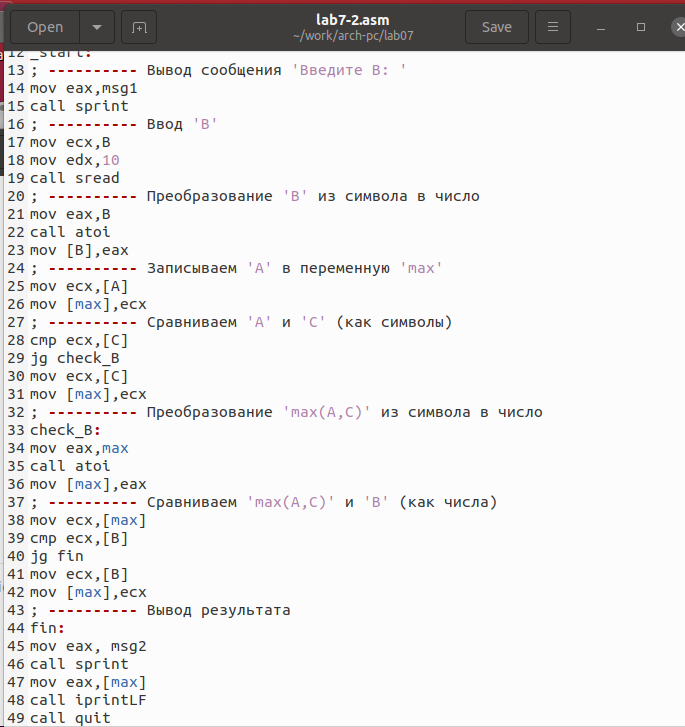 Open
lab7-2.asm
~/work/arch-pc/lab07
Save
12 _start:
13 ; ---------- Вывод сообщения 'Введите B: '
14 mov eax,msg1
15 call sprint
16 ; ---------- Ввод 'B'
17 mov ecx,B
18 mov edx,10
19 call sread
20 ; ---------- Преобразование 'B' из символа в число
21 mov eax,B
22 call atoi
23 mov [B],eax
24 ; ---------- Записываем 'A' в переменную 'max'
25 mov ecx,[A]
26 mov [max],ecx
27 ; ---------- Сравниваем 'A' и 'C' (как символы)
28 cmp ecx,[C]
29 jg check_B
30 mov ecx,[C]
31 mov [max],ecx
32 ; ---------- Преобразование 'max(A,C)' из символа в число
33 check_B:
34 mov eax,max
35 call atoi
36 mov [max],eax
37 ; ---------- Сравниваем 'max(A,C)' и 'B' (как числа)
38 mov ecx,[max]
39 cmp ecx,[B]
40 jg fin
41 mov ecx,[B]
42 mov [max],ecx
43 ; ---------- Вывод результата
44 fin:
45 mov eax, msg2
46 call sprint
47 mov eax,[max]
48 call iprintLF
49 call quit